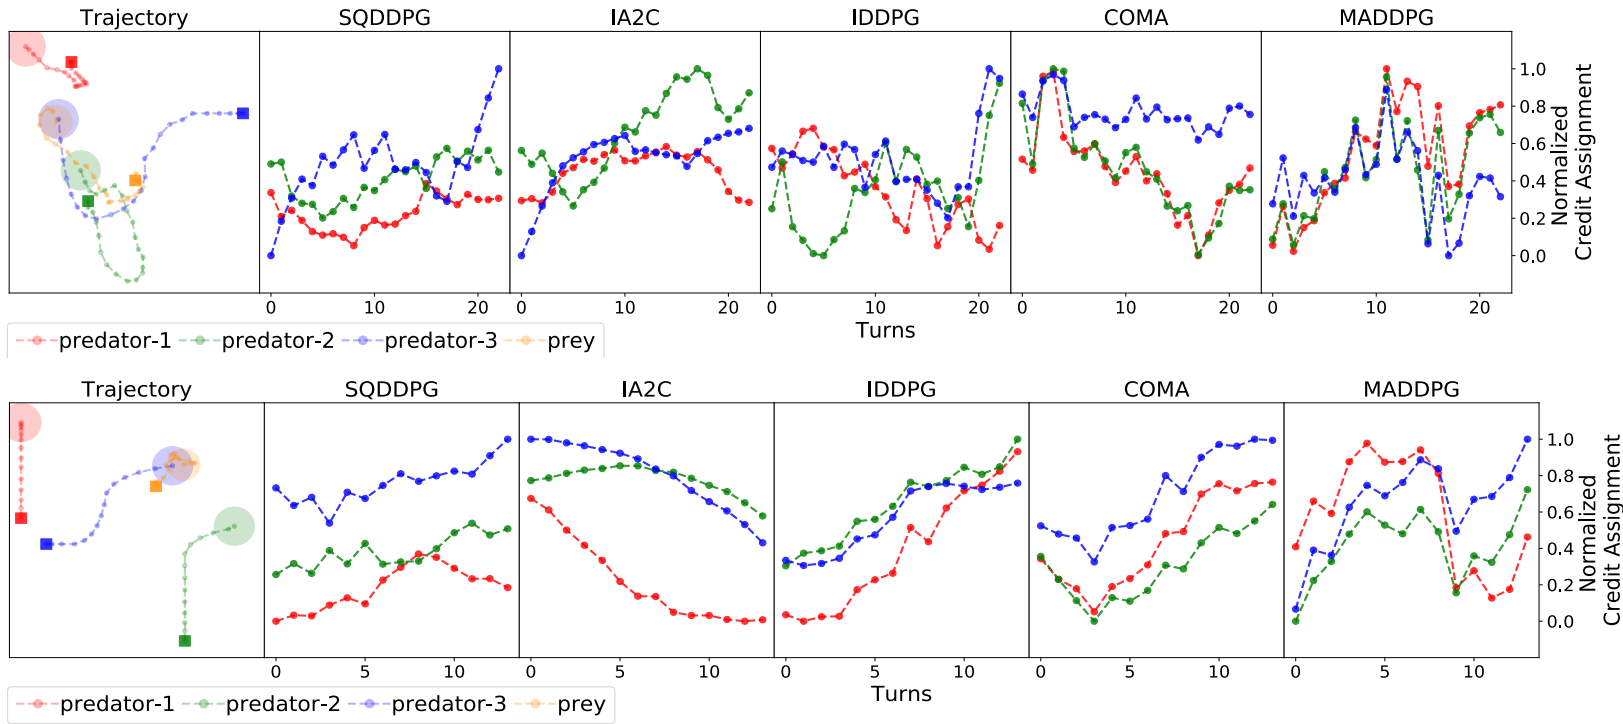 Trajectory SQDDPG IA2C IDDPG COMA MADDPG
1.0
0.8
0.6
0.4
0.2
0.0
Normalized
Credit Assignment
0 10 20 0 10 20 0 10 20 0 10 20 0 10 20
Turns
predator-1 predator-2 predator-3 prey
Trajectory SQDDPG IA2C IDDPG COMA MADDPG
1.0
0.8
0.6
0.4
0.2
0.0
Normalized
Credit Assignment
0 5 10 0 5 10 0 5 10 0 5 10 0 5 10
Turns
predator-1 predator-2 predator-3 prey